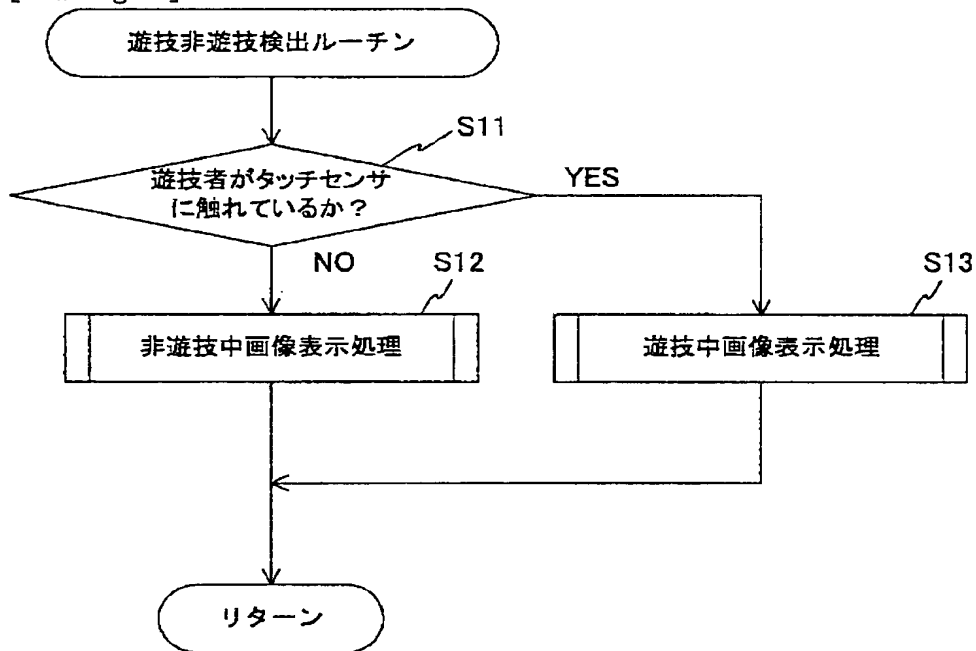 遊技非遊技検出ルーチン
S11
遊技者がタッチセンサ
に触れているか？
YES
NO
S12
S13
非遊技中画像表示処理
遊技中画像表示処理
リターン